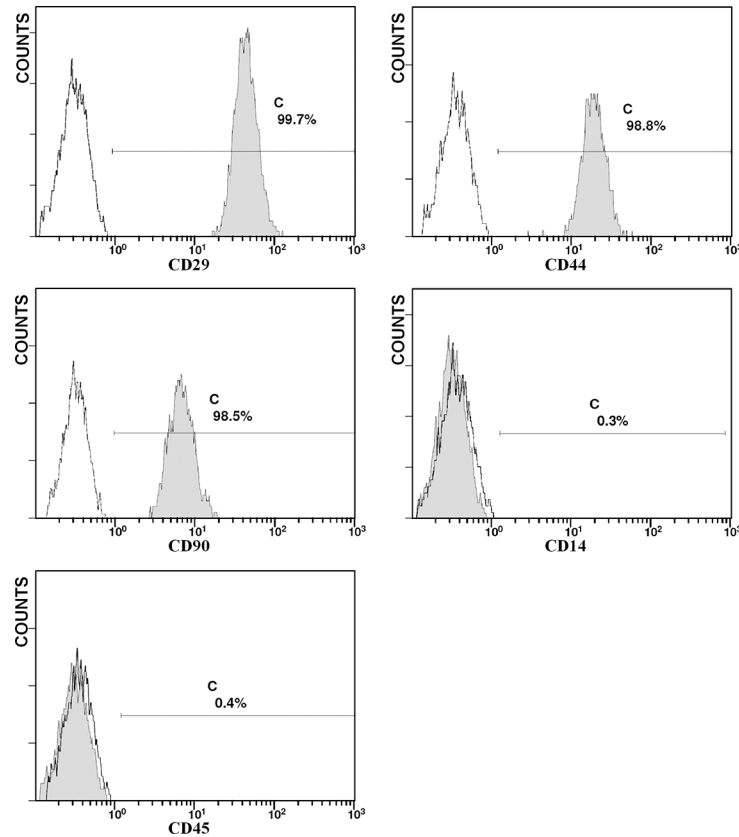 COUNTS
C
99.7%
10⁰ 10¹ 10² 10³
CD29
COUNTS
C
98.8%
10⁰ 10¹ 10² 10³
CD44
COUNTS
C
98.5%
10⁰ 10¹ 10² 10³
CD90
COUNTS
C
0.3%
10⁰ 10¹ 10² 10³
CD14
COUNTS
C
0.4%
10⁰ 10¹ 10² 10³
CD45